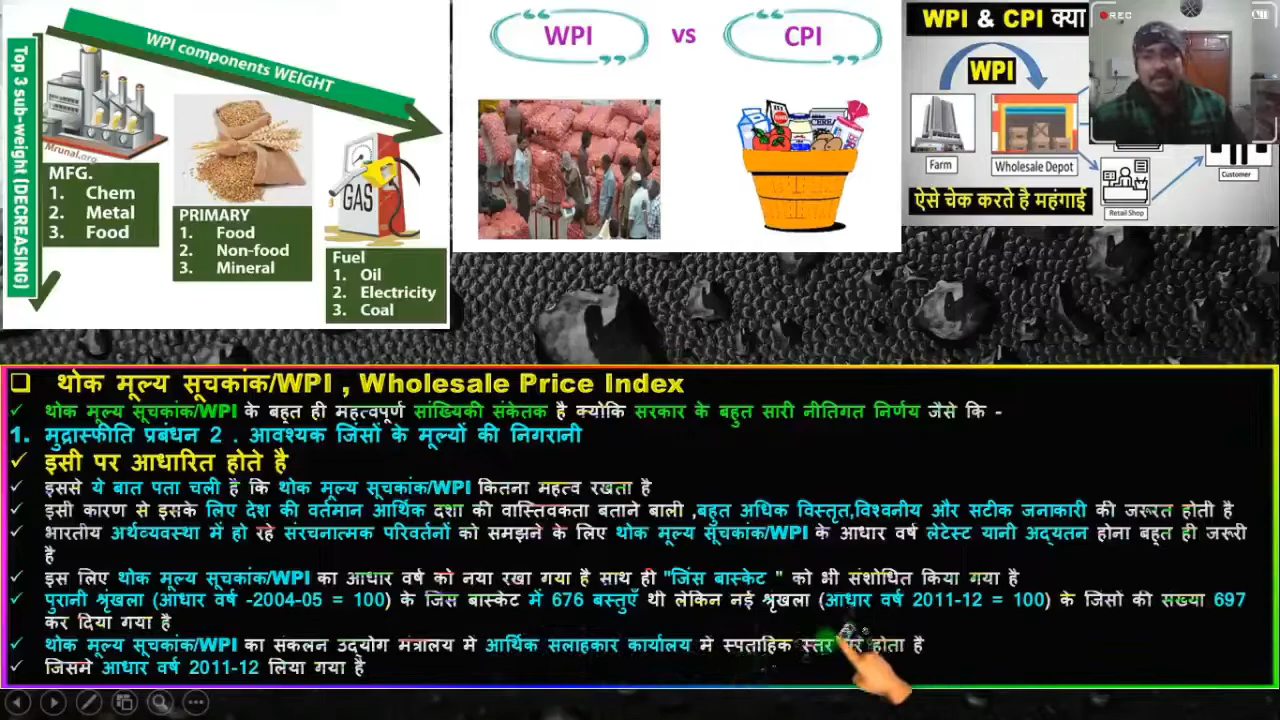 Top 3 sub-weight (DECREASING)
WPI components WEIGHT
Mrunal.org
MFG.
1. Chem
2. Metal
3. Food
PRIMARY
1. Food
2. Non-food
3. Mineral
GAS
Fuel
1. Oil
2. Electricity
3. Coal
WPI vs CPI
WPI & CPI क्या
REC
WPI
Farm
Wholesale Depot
Retail Shop
Customer
ऐसे चेक करते है महंगाई
❑ थोक मूल्य सूचकांक/WPI , Wholesale Price Index
✓ थोक मूल्य सूचकांक/WPI के बहुत ही महत्वपूर्ण सांख्यिकी संकेतक है क्योकि सरकार के बहुत सारी नीतिगत निर्णय जैसे कि -
1. मुद्रास्फीति प्रबंधन 2 . आवश्यक जिंसों के मूल्यों की निगरानी
✓ इसी पर आधारित होते है
✓ इससे ये बात पता चली है कि थोक मूल्य सूचकांक/WPI कितना महत्व रखता है
✓ इसी कारण से इसके लिए देश की वर्तमान आर्थिक दशा की वास्तिवकता बताने बाली ,बहुत अधिक विस्तृत,विश्वनीय और सटीक जनाकारी की जरूरत होती है
✓ भारतीय अर्थव्यवस्था में हो रहे संरचनात्मक परिवर्तनों को समझने के लिए थोक मूल्य सूचकांक/WPI के आधार वर्ष लेटेस्ट यानी अद्यतन होना बहुत ही जरूरी
है
✓ इस लिए थोक मूल्य सूचकांक/WPI का आधार वर्ष को नया रखा गया है साथ ही "जिंस बास्केट " को भी संशोधित किया गया है
✓ पुरानी श्रृंखला (आधार वर्ष -2004-05 = 100) के जिस बास्केट में 676 बस्तुएँ थी लेकिन नई श्रृखला (आधार वर्ष 2011-12 = 100) के जिसों की सख्या 697
कर दिया गया है
✓ थोक मूल्य सूचकांक/WPI का संकलन उद्योग मंत्रालय में आर्थिक सलाहकार कार्यालय मे स्पताहिक स्तर पर होता है
✓ जिसमे आधार वर्ष 2011-12 लिया गया है